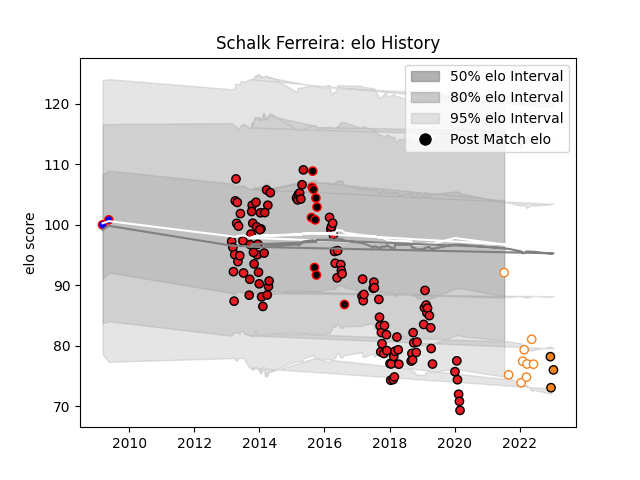 Schalk Ferreira: elo History
50% elo Interval
80% elo Interval
95% elo Interval
Post Match elo
elo score
120
110
100
90
80
70
2010 2012 2014 2016 2018 2020 2022